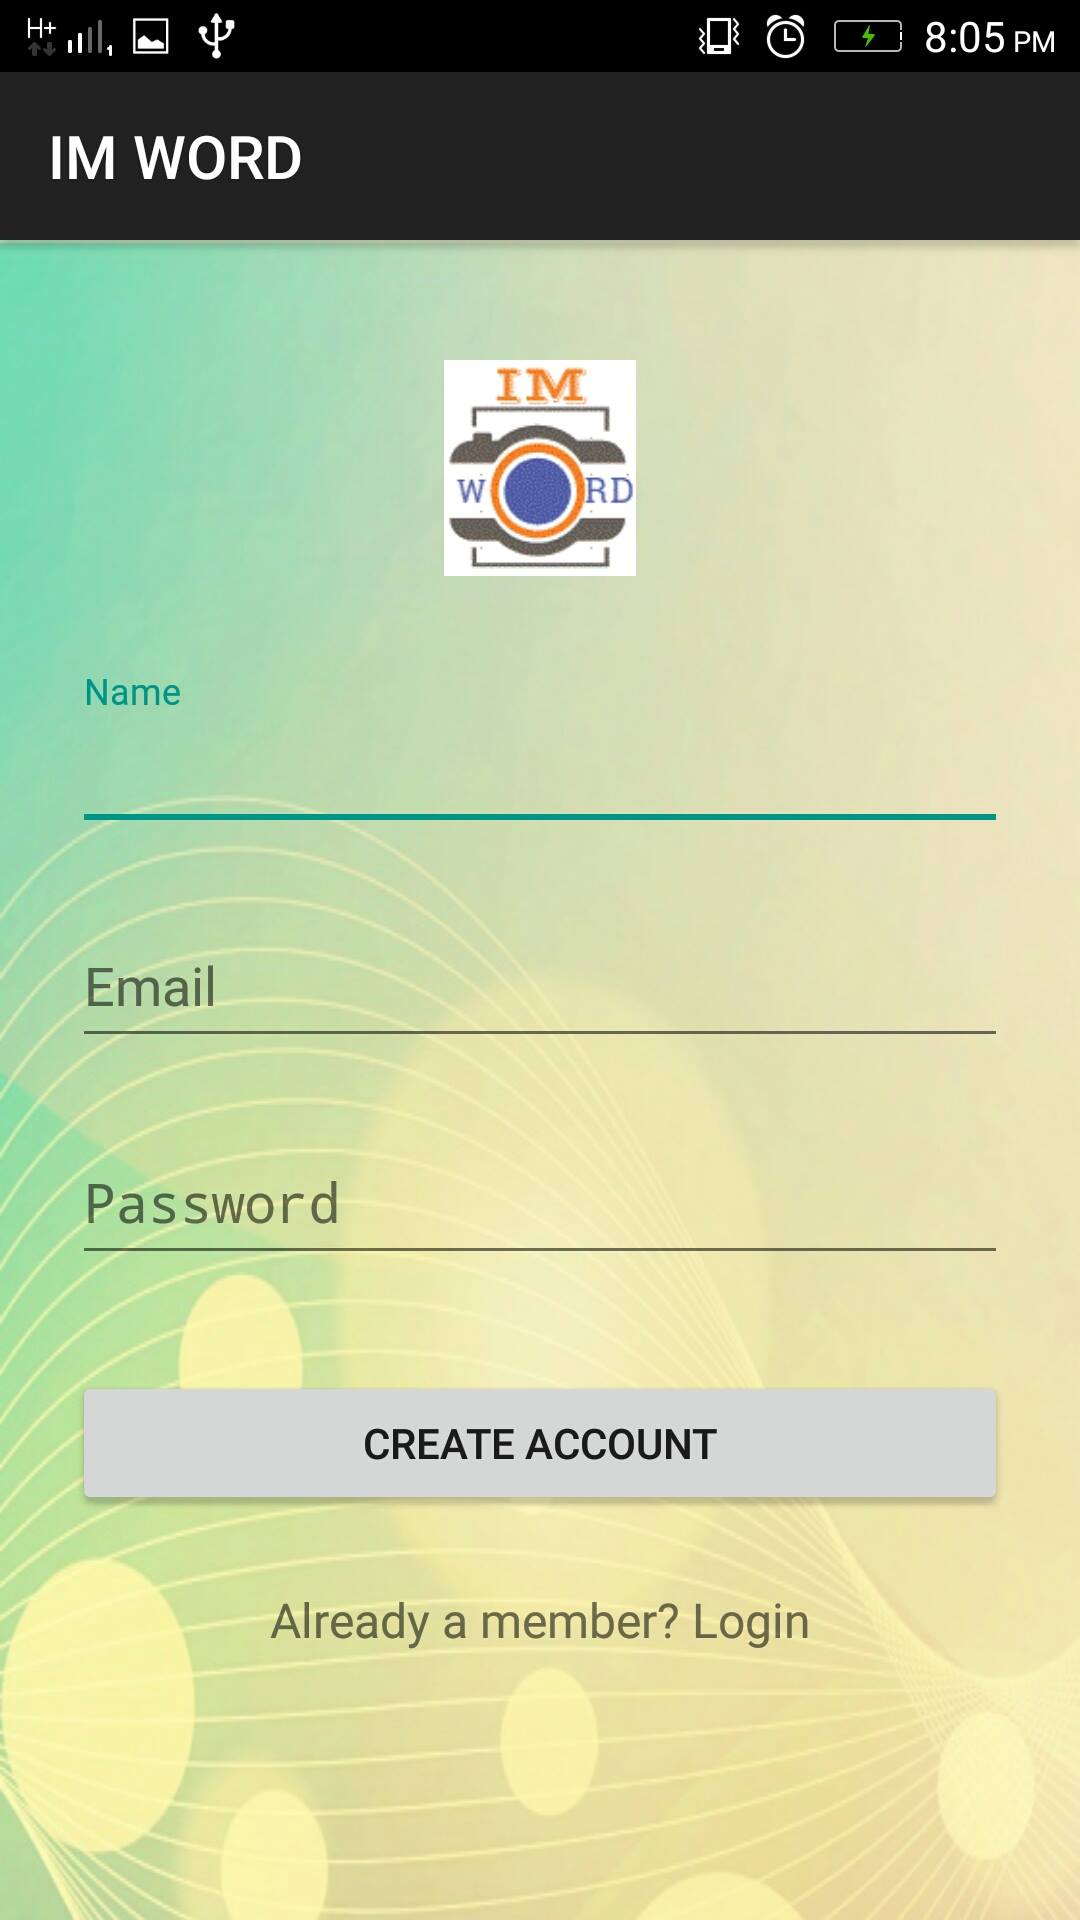 H+ 1 8:05 PM
IM WORD
IM
W RD
Name
Email
Password
CREATE ACCOUNT
Already a member? Login